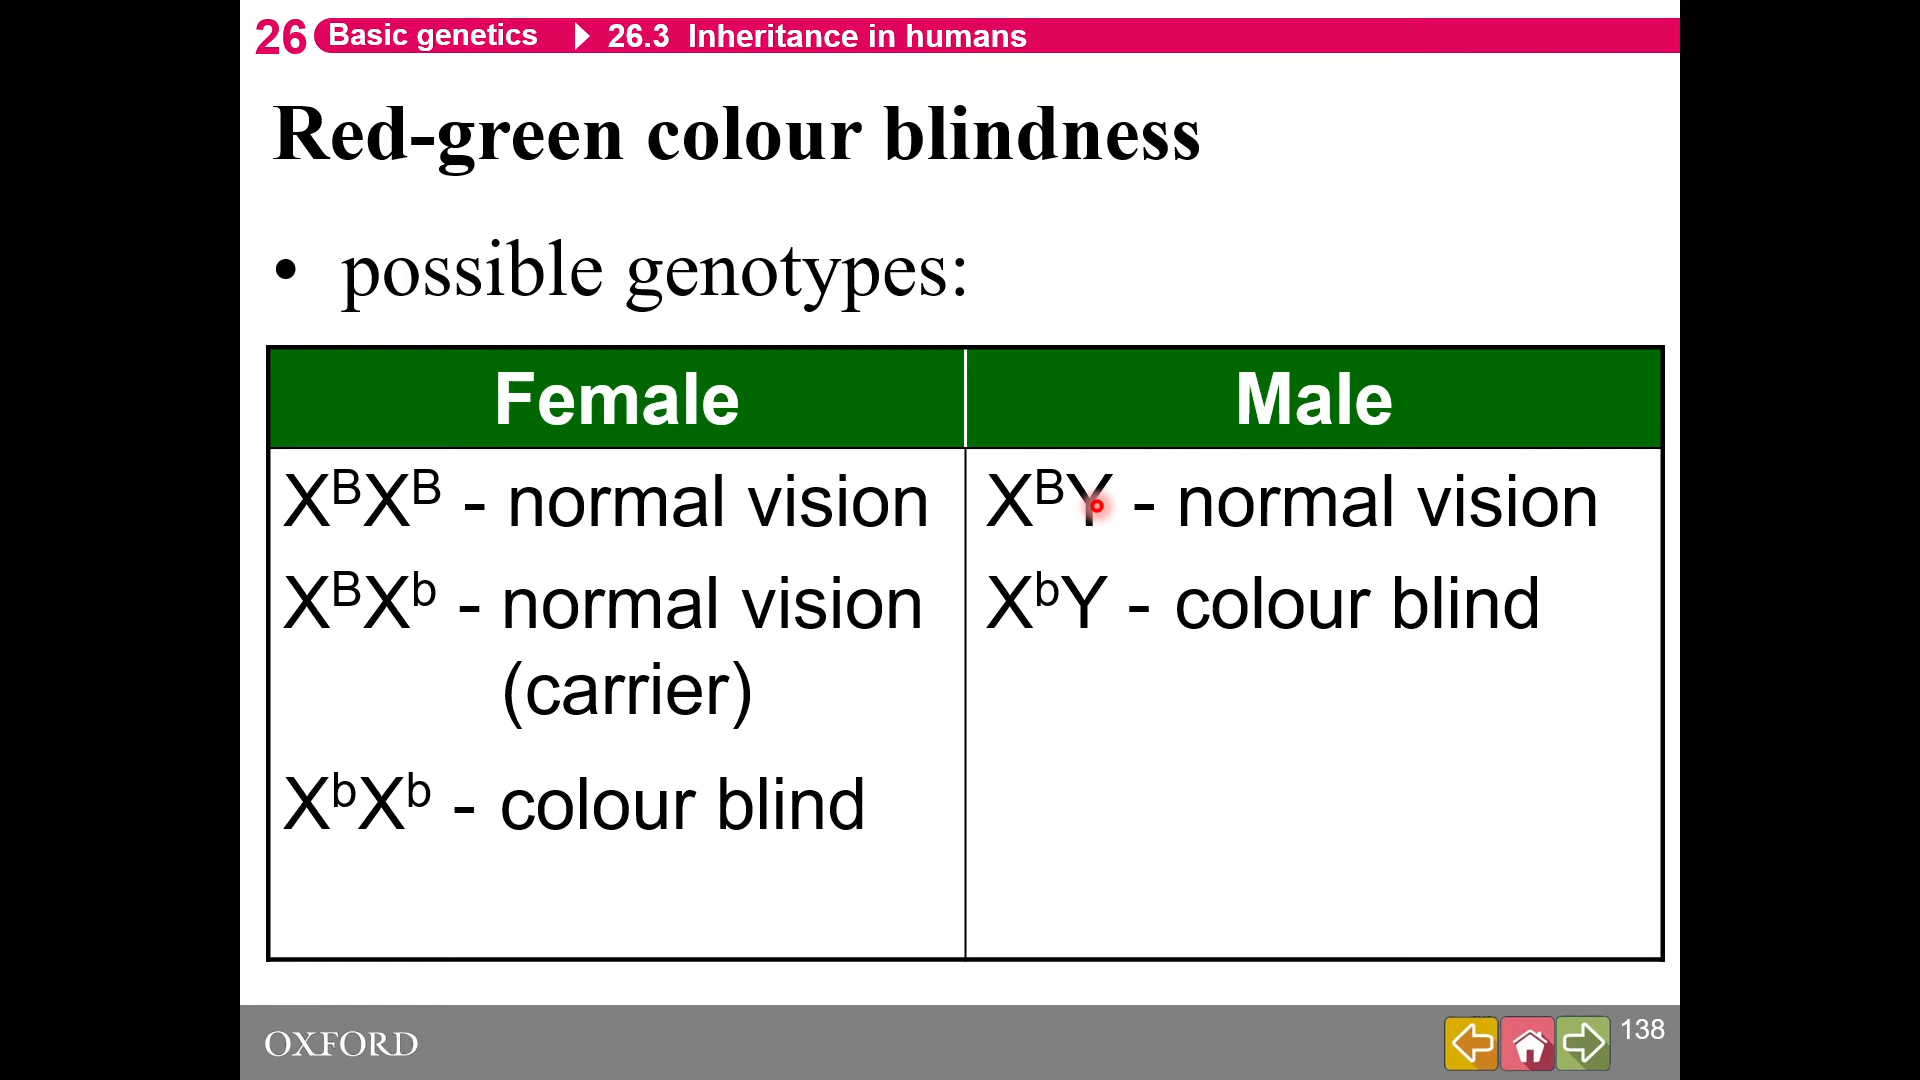 26 Basic genetics 26.3 Inheritance in humans
Red-green colour blindness
• possible genotypes:
Female Male
XᴮXᴮ - normal vision XᴮY - normal vision
XᴮXᵇ - normal vision XᵇY - colour blind
(carrier)
XᵇXᵇ - colour blind
OXFORD 138